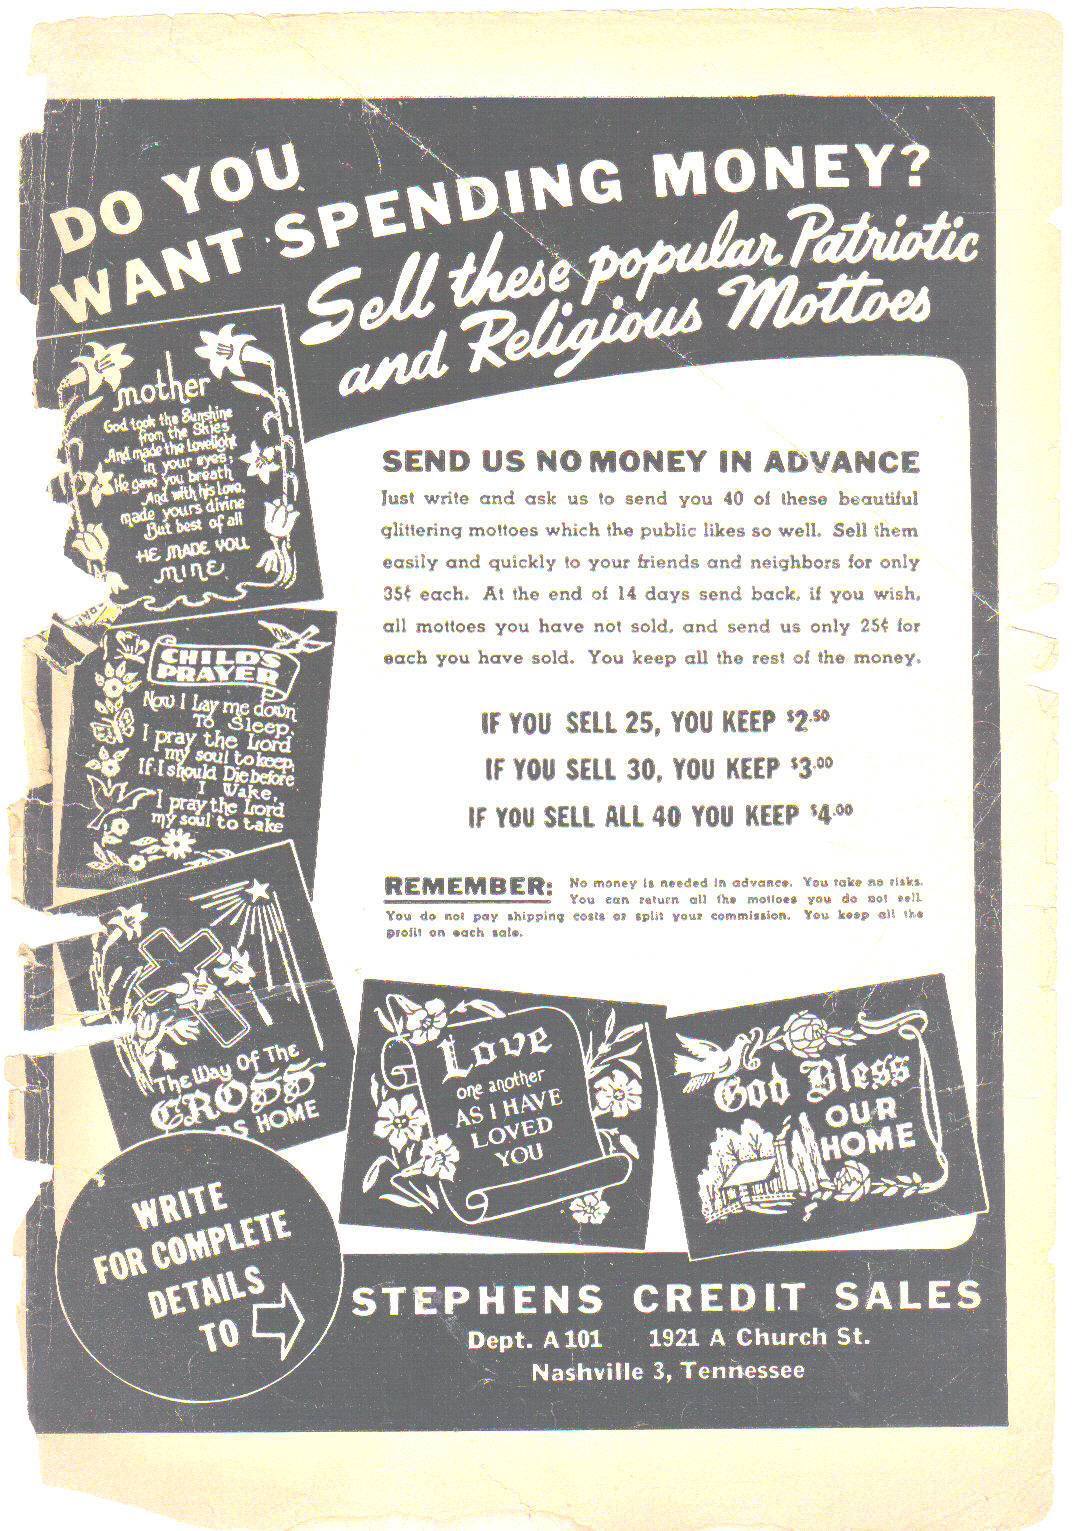 DO YOU
WANT SPENDING MONEY?
Sell these popular Patriotic
and Religious Mottoes
mother
God took the Sunshine
from the Skies
And made the Lovelight
in your eyes;
He gave you breath
And with his Love,
made yours divine
But best of all
HE MADE YOU
MINE
CHILD'S
PRAYER
Now I Lay me down
To Sleep,
I pray the Lord
my soul to keep,
If I should Die before
I Wake,
I pray the Lord
my soul to take
The Way Of The
CROSS
HOME
SEND US NO MONEY IN ADVANCE
Just write and ask us to send you 40 of these beautiful
glittering mottoes which the public likes so well. Sell them
easily and quickly to your friends and neighbors for only
35¢ each. At the end of 14 days send back, if you wish,
all mottoes you have not sold, and send us only 25¢ for
each you have sold. You keep all the rest of the money.
IF YOU SELL 25, YOU KEEP $2.50
IF YOU SELL 30, YOU KEEP $3.00
IF YOU SELL ALL 40 YOU KEEP $4.00
REMEMBER: No money is needed in advance. You take no risks.
You can return all the mottoes you do not sell.
You do not pay shipping costs or split your commission. You keep all the
profit on each sale.
Love
one another
AS I HAVE
LOVED
YOU
God Bless
OUR
HOME
WRITE
FOR COMPLETE
DETAILS
TO
STEPHENS CREDIT SALES
Dept. A 101 1921 A Church St.
Nashville 3, Tennessee